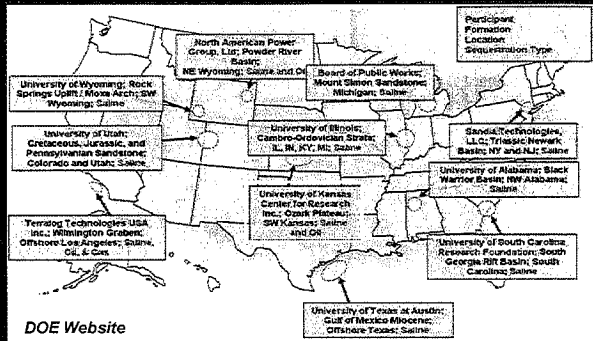 Participant
Formation
Location
Sequestration Type
North American Power
Group, Ltd; Powder River
Basin;
NE Wyoming; Saline and Oil
Board of Public Works;
Mount Simon Sandstone;
Michigan; Saline
University of Wyoming; Rock
Springs Uplift / Moxa Arch; SW
Wyoming; Saline
University of Utah;
Cretaceous, Jurassic, and
Pennsylvanian Sandstone;
Colorado and Utah; Saline
University of Illinois;
Cambro-Ordovician Strata;
IL, IN, KY, MI; Saline
Sandia Technologies,
LLC; Triassic Newark
Basin; NY and NJ; Saline
University of Alabama; Black
Warrior Basin; NW Alabama;
Saline
University of Kansas
Center for Research
Inc.; Ozark Plateau;
SW Kansas; Saline
and Oil
Terralog Technologies USA
Inc.; Wilmington Graben;
Offshore Los Angeles; Saline,
Oil, & Gas
University of South Carolina
Research Foundation; South
Georgia Rift Basin; South
Carolina; Saline
University of Texas at Austin;
Gulf of Mexico Miocene;
Offshore Texas; Saline
DOE Website